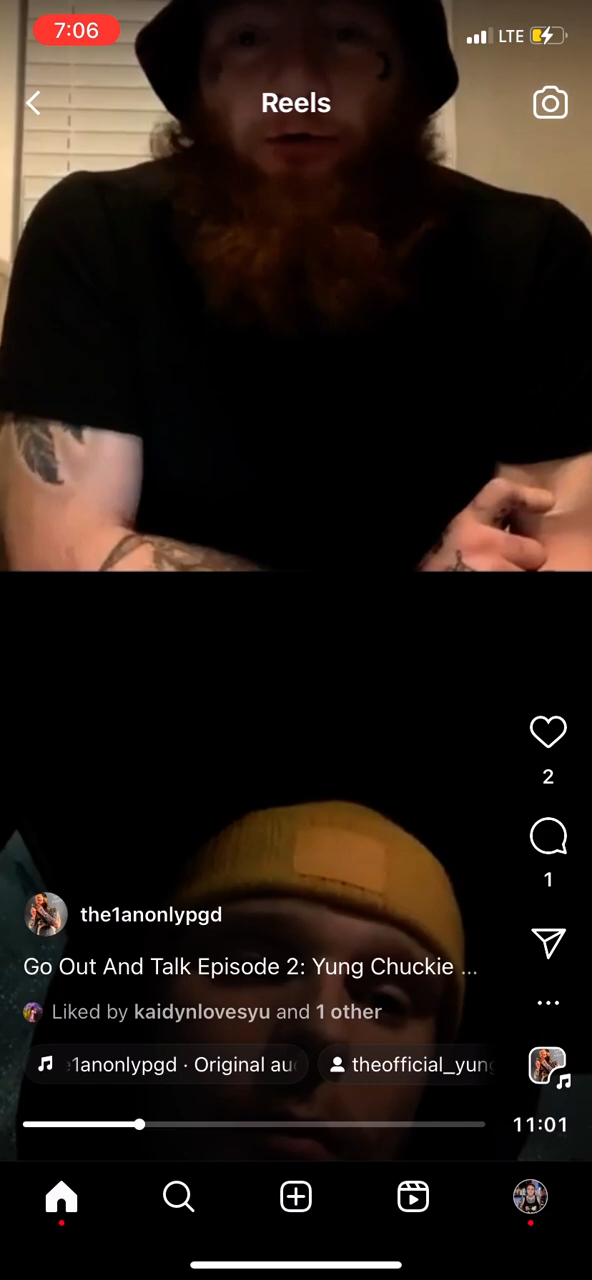 7:06
LTE
Reels
2
1
the1anonlypgd
Go Out And Talk Episode 2: Yung Chuckie ...
Liked by kaidynlovesyu and 1 other
1anonlypgd · Original au
theofficial_yung
11:01